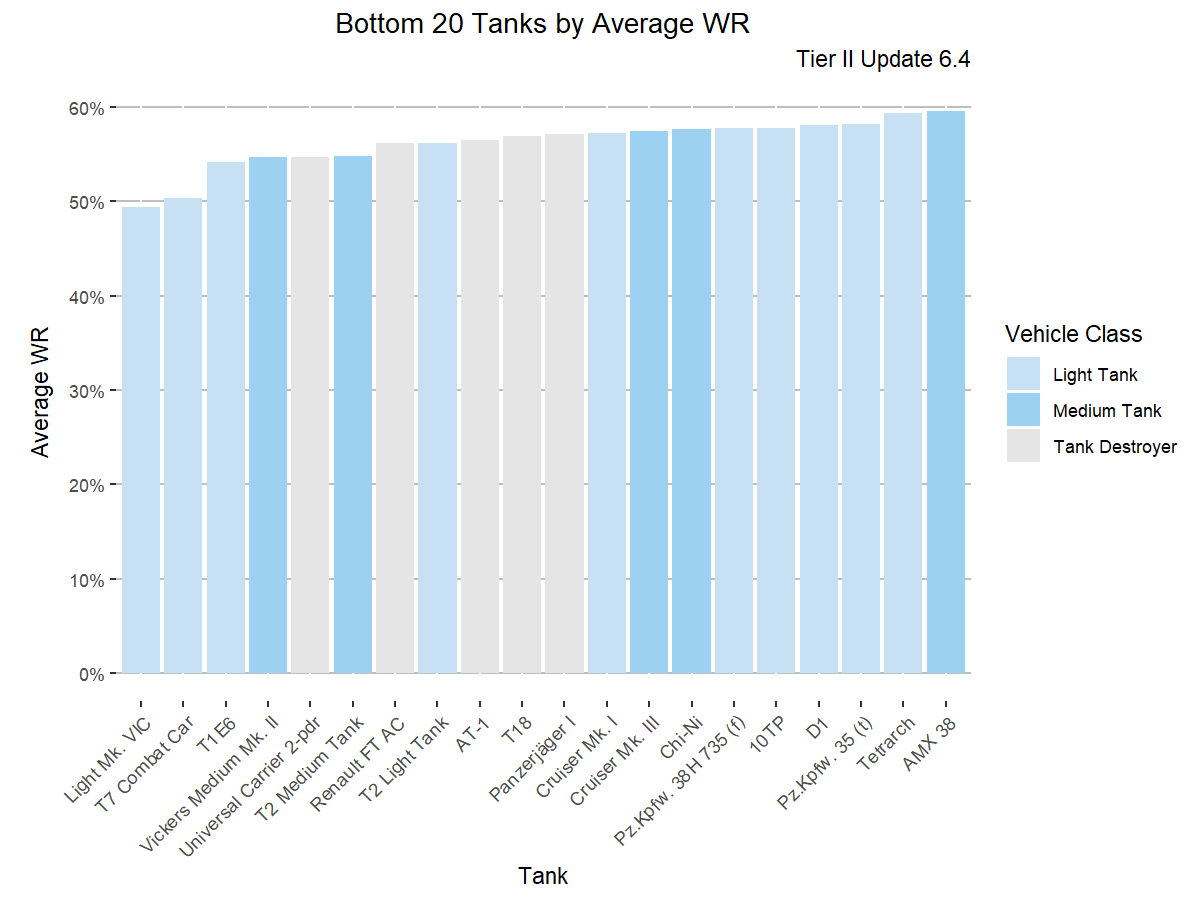 Bottom 20 Tanks by Average WR
Tier II Update 6.4
60%
50%
40%
30%
20%
10%
0%
Average WR
Light Mk. VIC
T7 Combat Car
T1E6
Vickers Medium Mk. II
Universal Carrier 2-pdr
T2 Medium Tank
Renault FT AC
T2 Light Tank
AT-1
T18
Panzerjäger I
Cruiser Mk. I
Cruiser Mk. III
Chi-Ni
Pz.Kpfw. 38 H 735 (f)
10TP
D1
Pz.Kpfw. 35 (t)
Tetrarch
AMX 38
Tank
Vehicle Class
Light Tank
Medium Tank
Tank Destroyer